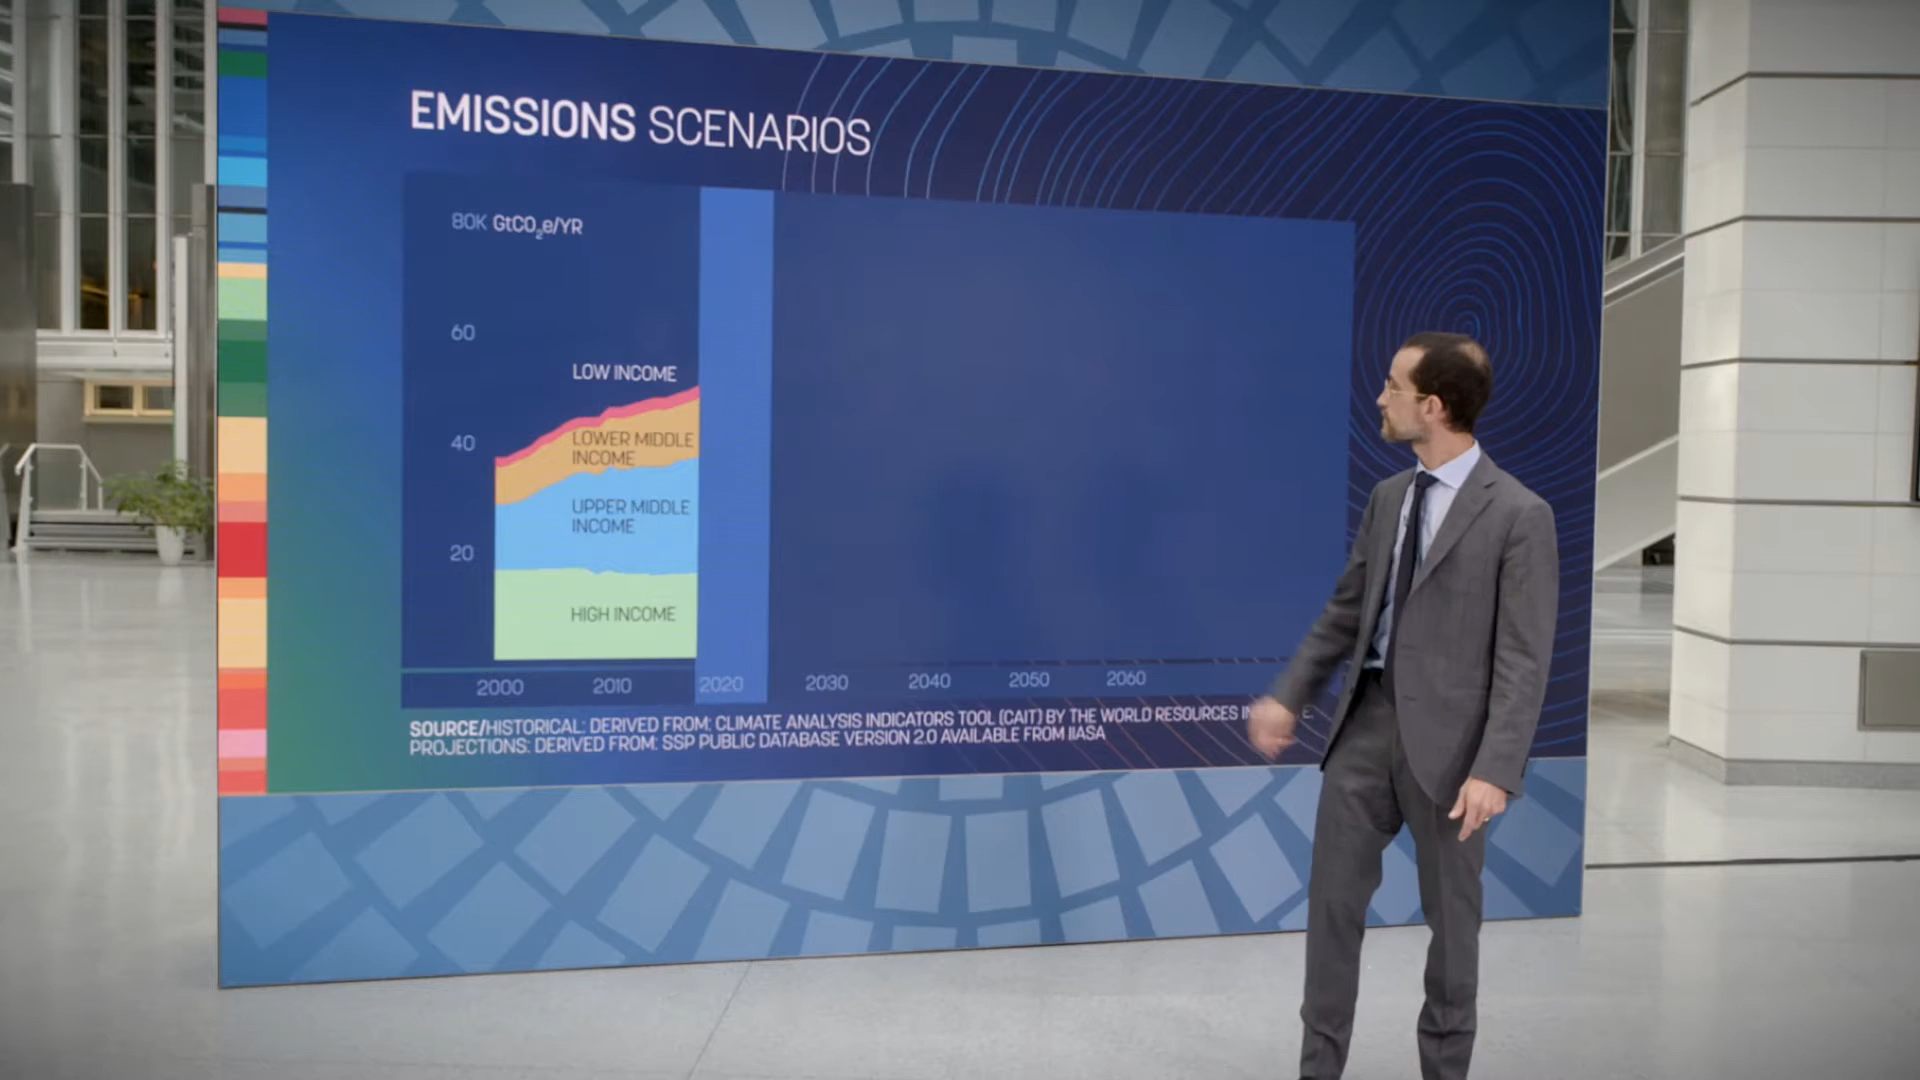 EMISSIONS SCENARIOS
80K GtCO₂e/YR
60
40
20
LOW INCOME
LOWER MIDDLE
INCOME
UPPER MIDDLE
INCOME
HIGH INCOME
2000 2010 2020 2030 2040 2050 2060
SOURCE/HISTORICAL: DERIVED FROM: CLIMATE ANALYSIS INDICATORS TOOL (CAIT) BY THE WORLD RESOURCES
PROJECTIONS: DERIVED FROM: SSP PUBLIC DATABASE VERSION 2.0 AVAILABLE FROM IIASA